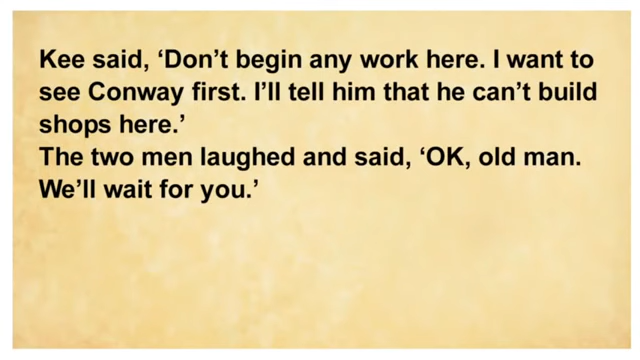 Kee said, ‘Don’t begin any work here. I want to
see Conway first. I’ll tell him that he can’t build
shops here.’
The two men laughed and said, ‘OK, old man.
We’ll wait for you.’